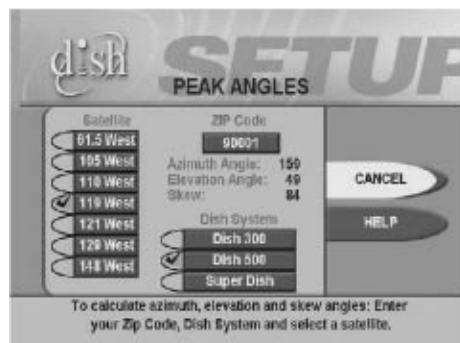 dish
SETUP
PEAK ANGLES
Satellite
61.5 West
105 West
110 West
119 West
121 West
129 West
148 West
ZIP Code
90001
Azimuth Angle: 159
Elevation Angle: 49
Skew: 84
Dish System
Dish 300
Dish 500
Super Dish
CANCEL
HELP
To calculate azimuth, elevation and skew angles: Enter
your Zip Code, Dish System and select a satellite.